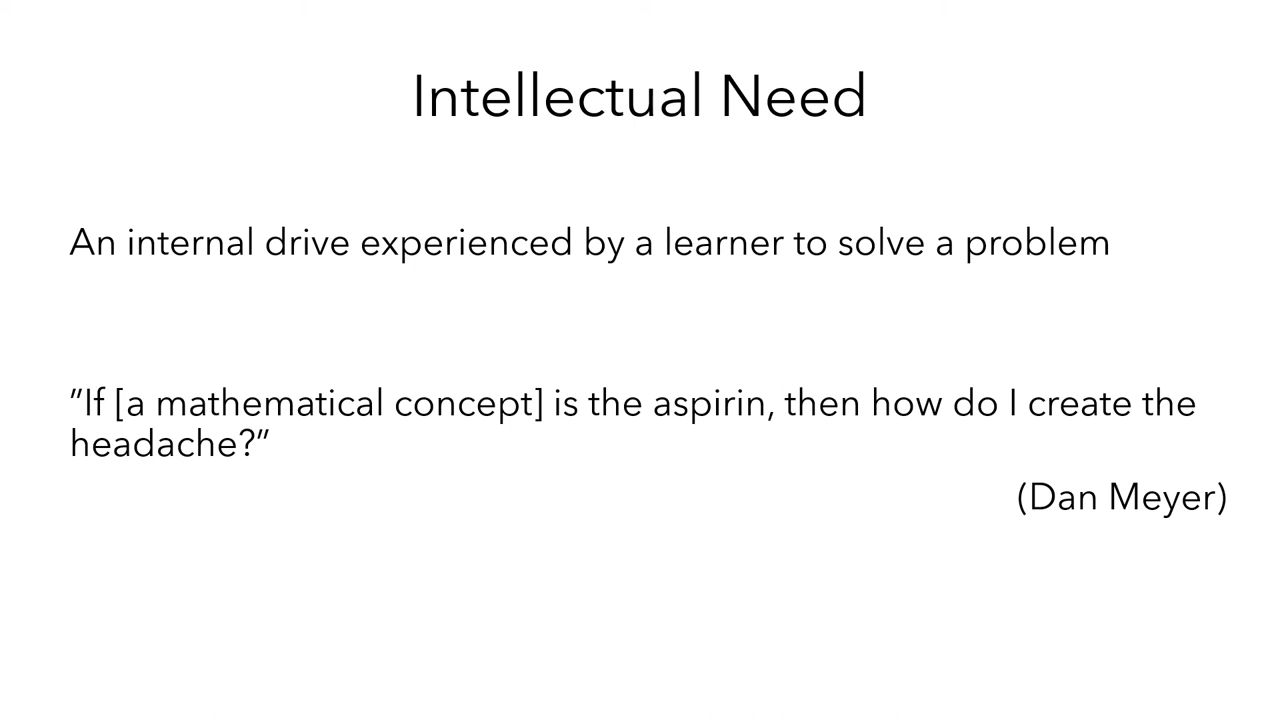 Intellectual Need
An internal drive experienced by a learner to solve a problem
”If [a mathematical concept] is the aspirin, then how do I create the
headache?”
(Dan Meyer)